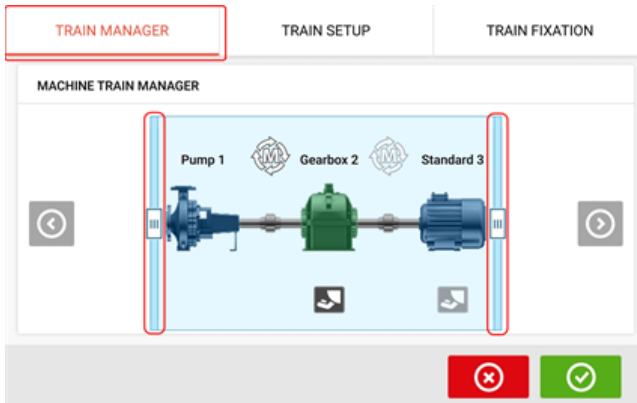 TRAIN MANAGER
TRAIN SETUP
TRAIN FIXATION
MACHINE TRAIN MANAGER
Pump 1
M
Gearbox 2
M
Standard 3